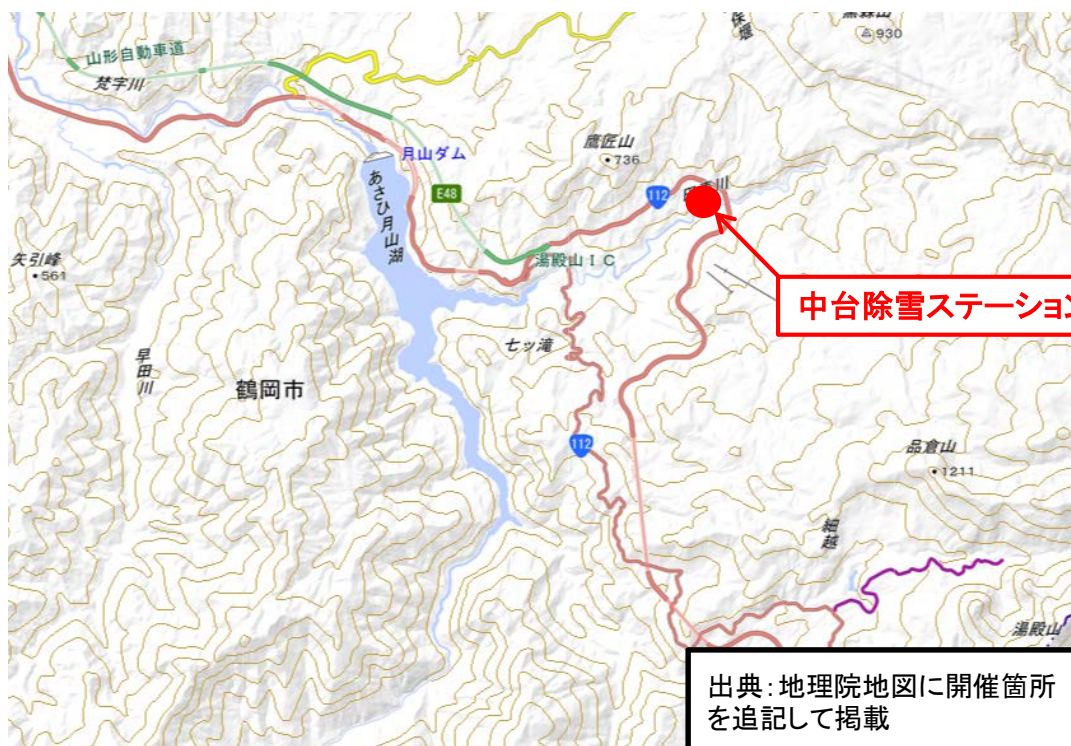 山形自動車道
梵字川
930
鷹匠山
736
月山ダム
あさひ月山湖
E48
112
川
湯殿山IC
中台除雪ステーション
矢引峰
561
早田川
七ッ滝
鶴岡市
112
品倉山
1211
細越
湯殿山
出典:地理院地図に開催箇所
を追記して掲載